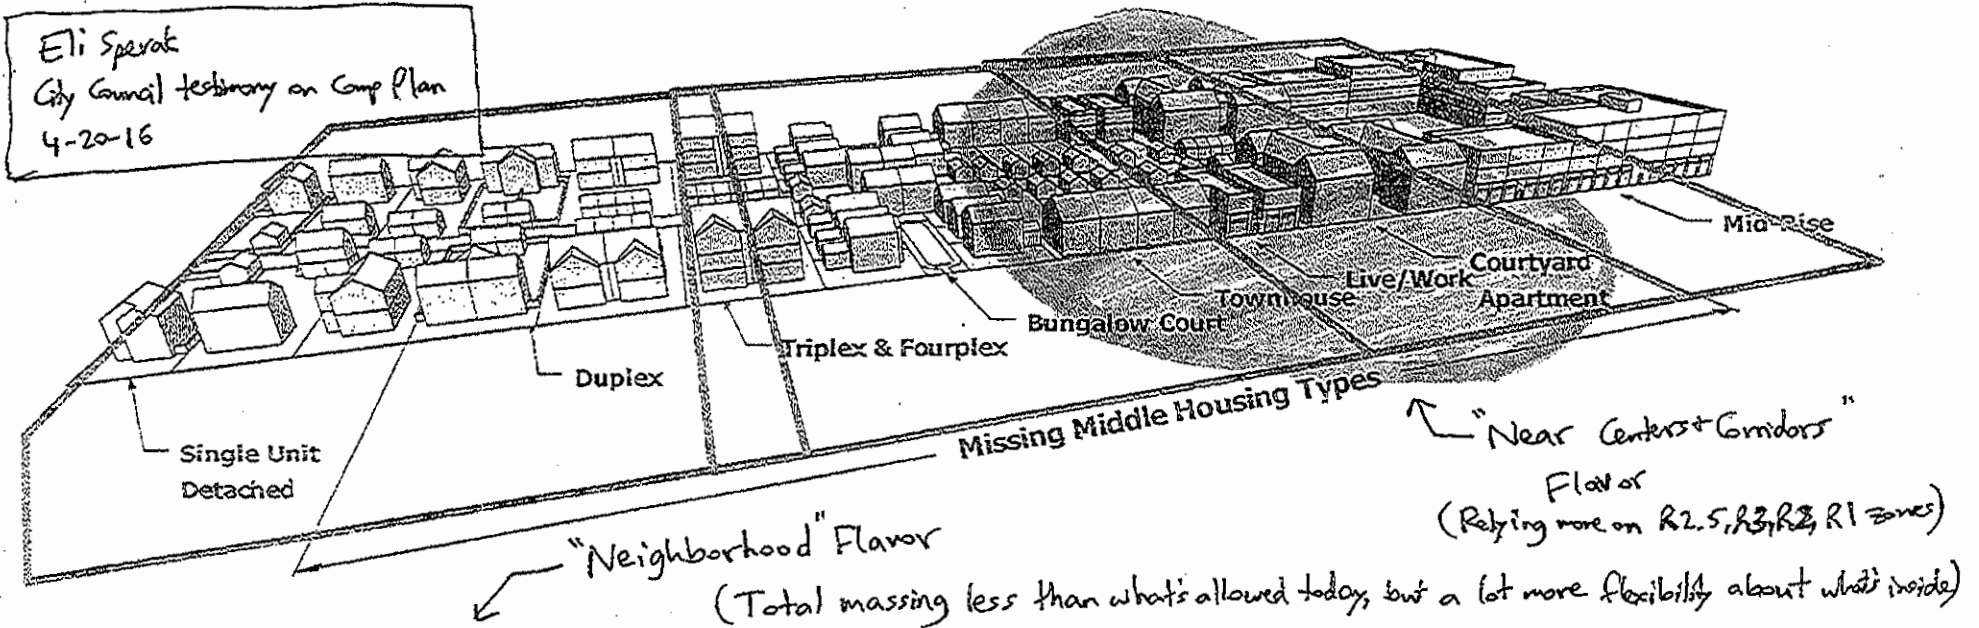 Eli Spevak
City Council testimony on Comp Plan
4-20-16
Mid-Rise
Courtyard
Apartment
Live/Work
Townhouse
Bungalow Court
Triplex & Fourplex
Duplex
Single Unit
Detached
Missing Middle Housing Types
"Near Centers + Corridors"
Flavor
(Relying more on R2.5, R3, R2, R1 zones)
"Neighborhood" Flavor
(Total massing less than what's allowed today, but a lot more flexibility about what's inside)